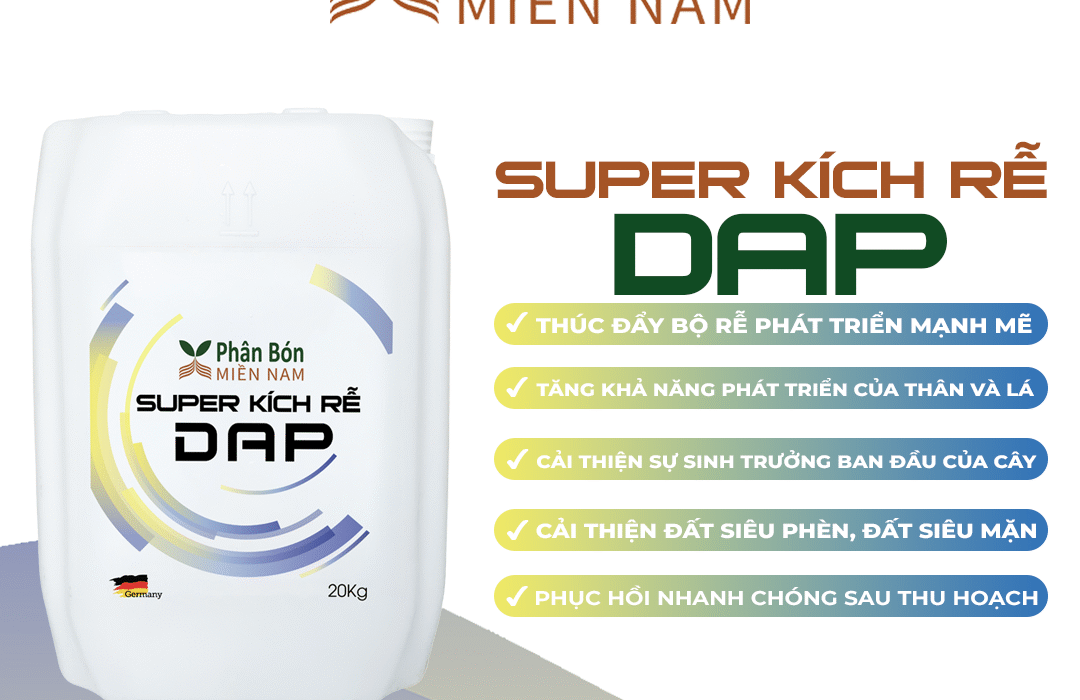 MIỀN NAM
SUPER KÍCH RỄ
DAP
✓ THÚC ĐẨY BỘ RỄ PHÁT TRIỂN MẠNH MẼ
✓ TĂNG KHẢ NĂNG PHÁT TRIỂN CỦA THÂN VÀ LÁ
✓ CẢI THIỆN SỰ SINH TRƯỞNG BAN ĐẦU CỦA CÂY
✓ CẢI THIỆN ĐẤT SIÊU PHÈN, ĐẤT SIÊU MẶN
✓ PHỤC HỒI NHANH CHÓNG SAU THU HOẠCH
Phân Bón
MIỀN NAM
SUPER KÍCH RỄ
DAP
Germany
20Kg